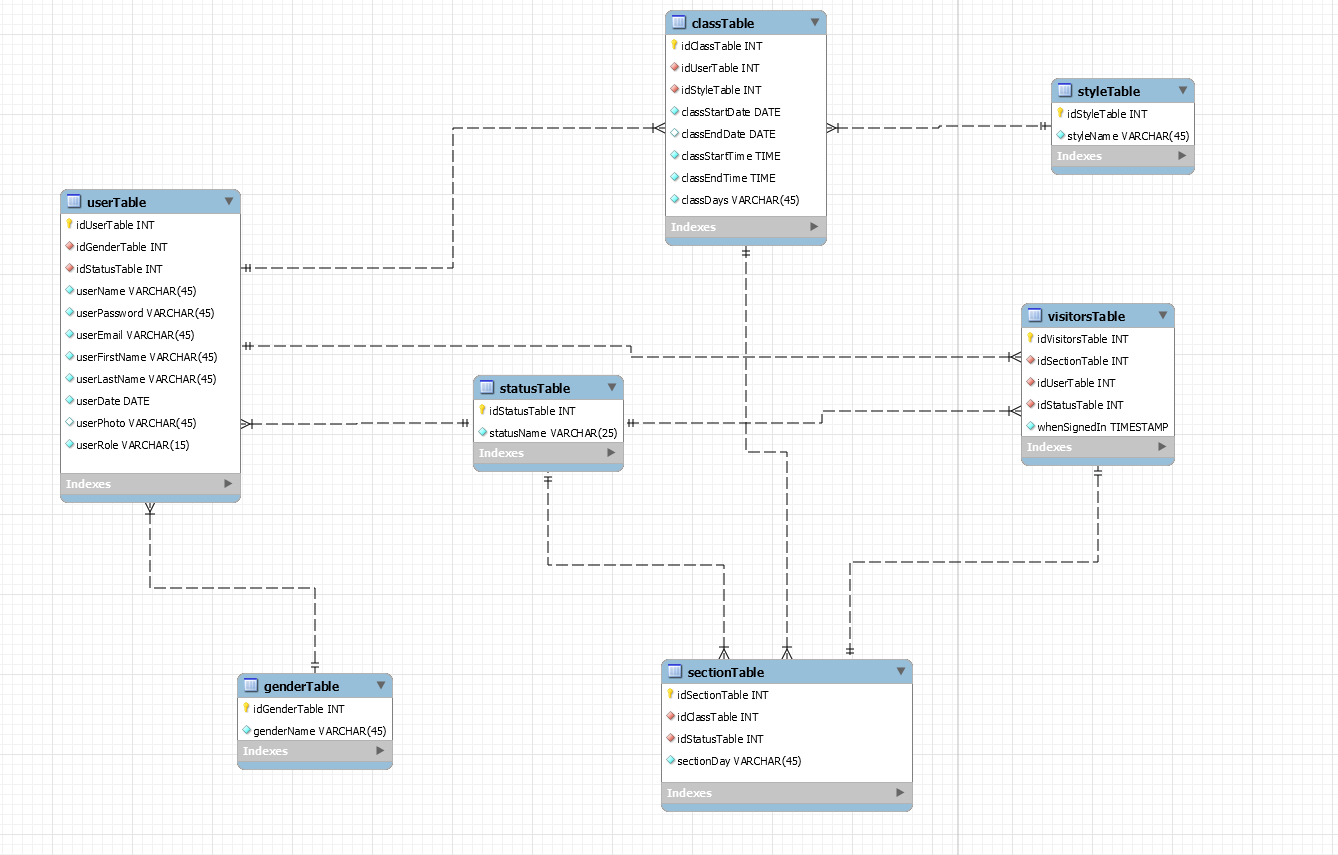 classTable
idClassTable INT
idUserTable INT
idStyleTable INT
classStartDate DATE
classEndDate DATE
classStartTime TIME
classEndTime TIME
classDays VARCHAR(45)
Indexes
styleTable
idStyleTable INT
styleName VARCHAR(45)
Indexes
userTable
idUserTable INT
idGenderTable INT
idStatusTable INT
userName VARCHAR(45)
userPassword VARCHAR(45)
userEmail VARCHAR(45)
userFirstName VARCHAR(45)
userLastName VARCHAR(45)
userDate DATE
userPhoto VARCHAR(45)
userRole VARCHAR(15)
Indexes
statusTable
idStatusTable INT
statusName VARCHAR(25)
Indexes
visitorsTable
idVisitorsTable INT
idSectionTable INT
idUserTable INT
idStatusTable INT
whenSignedIn TIMESTAMP
Indexes
genderTable
idGenderTable INT
genderName VARCHAR(45)
Indexes
sectionTable
idSectionTable INT
idClassTable INT
idStatusTable INT
sectionDay VARCHAR(45)
Indexes